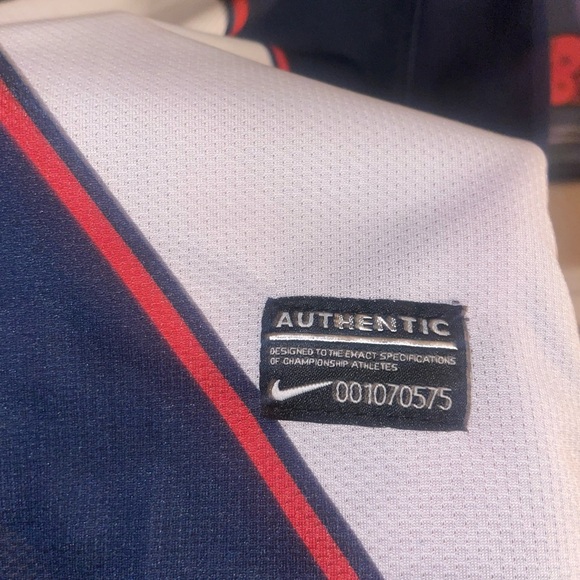 AUTHENTIC
DESIGNED TO THE EXACT SPECIFICATIONS
OF CHAMPIONSHIP ATHLETES
001070575